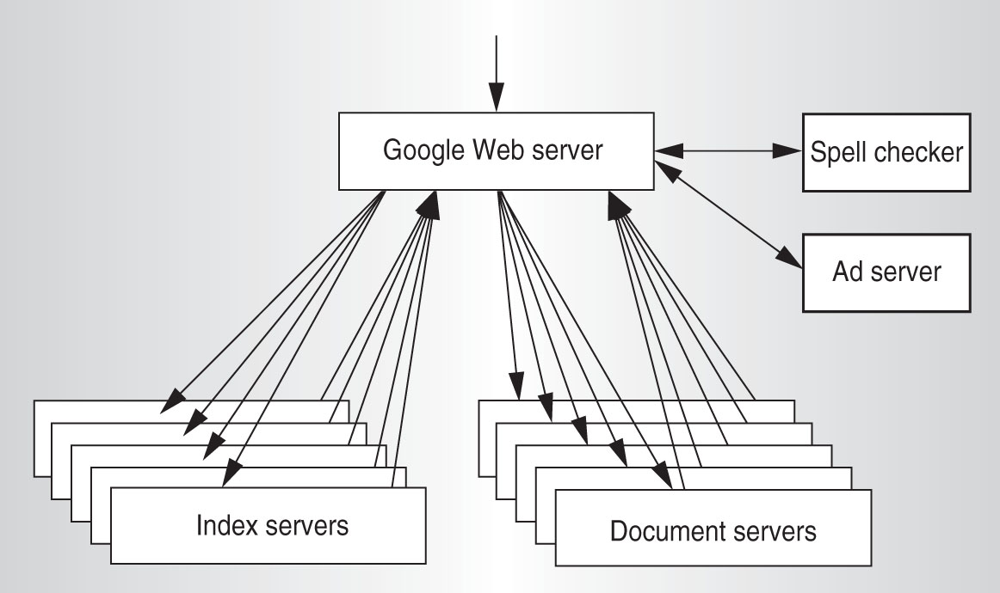 Google Web server
Spell checker
Ad server
Index servers
Document servers